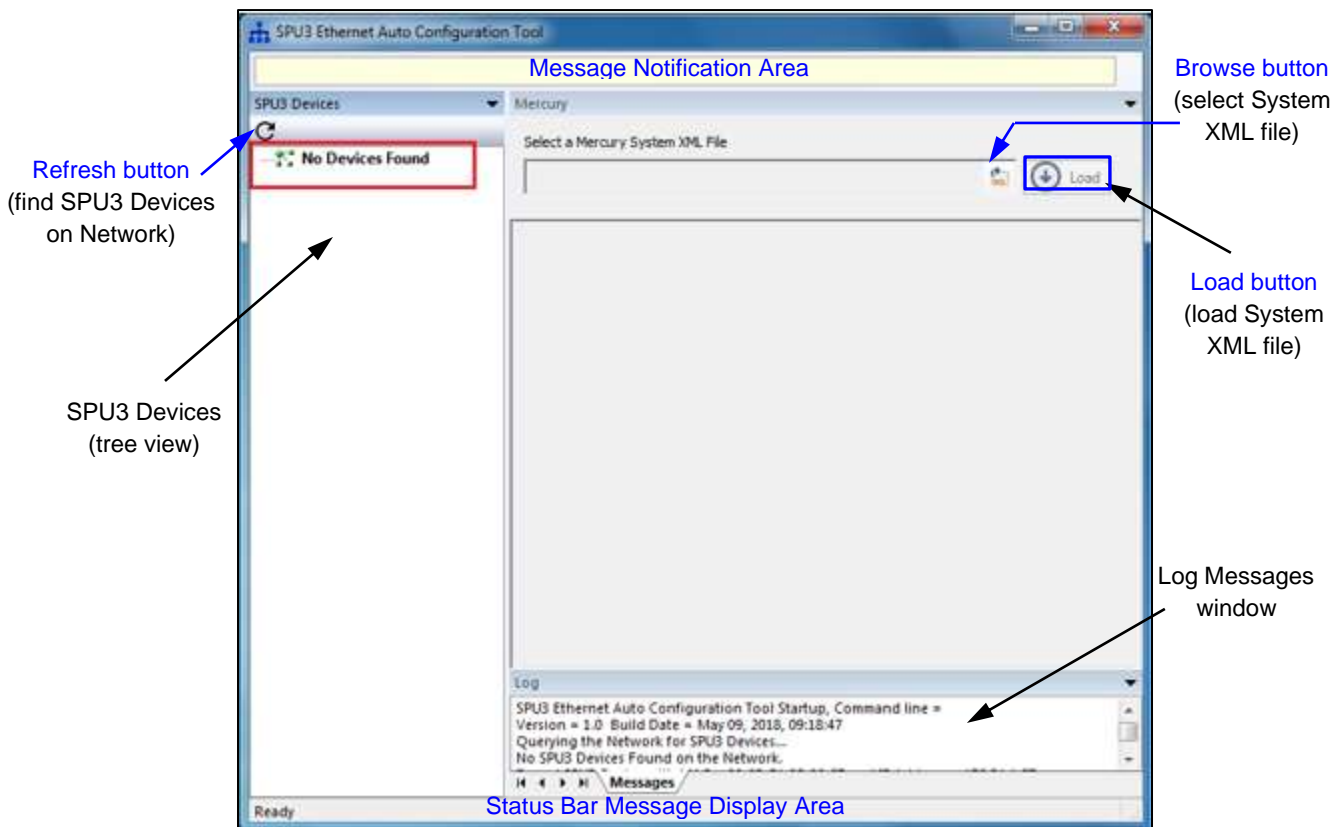 SPU3 Ethernet Auto Configuration Tool
Message Notification Area
Browse button
(select System
XML file)
SPU3 Devices
Mercury
Select a Mercury System XML File
No Devices Found
Load
Refresh button
(find SPU3 Devices
on Network)
Load button
(load System
XML file)
SPU3 Devices
(tree view)
Log Messages
window
Log
SPU3 Ethernet Auto Configuration Tool Startup, Command line =
Version = 1.0 Build Date = May 09, 2018, 09:18:47
Querying the Network for SPU3 Devices...
No SPU3 Devices Found on the Network.
Messages
Status Bar Message Display Area
Ready